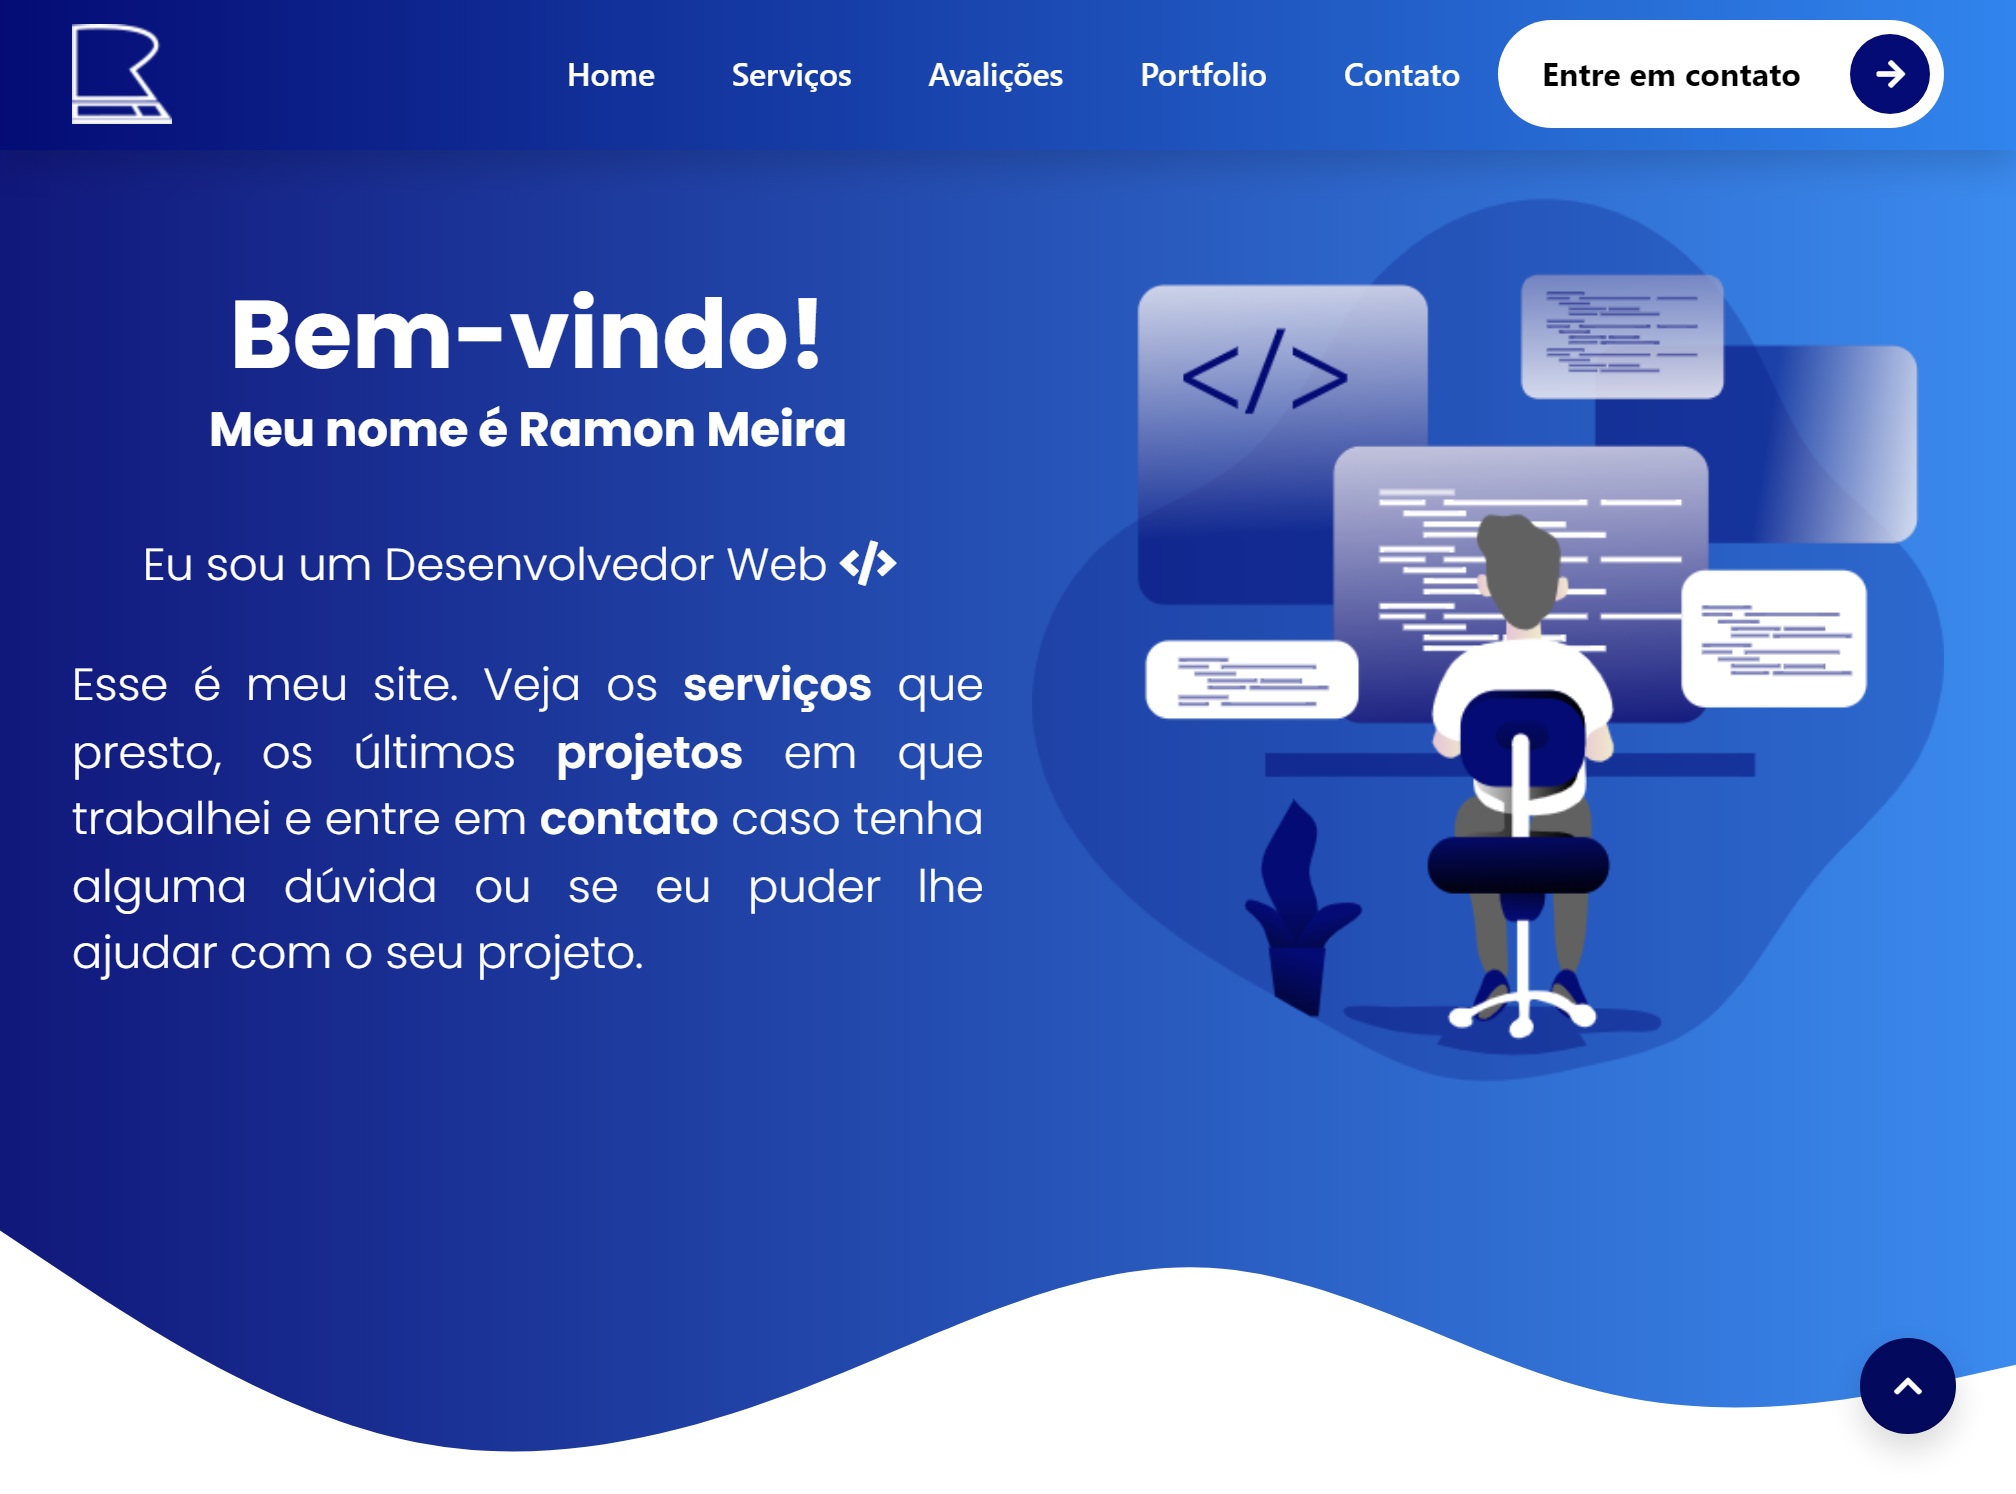 Home Serviços Avalições Portfolio Contato Entre em contato
Bem-vindo!
Meu nome é Ramon Meira
Eu sou um Desenvolvedor Web </>
Esse é meu site. Veja os serviços que
presto, os últimos projetos em que
trabalhei e entre em contato caso tenha
alguma dúvida ou se eu puder lhe
ajudar com o seu projeto.
</>